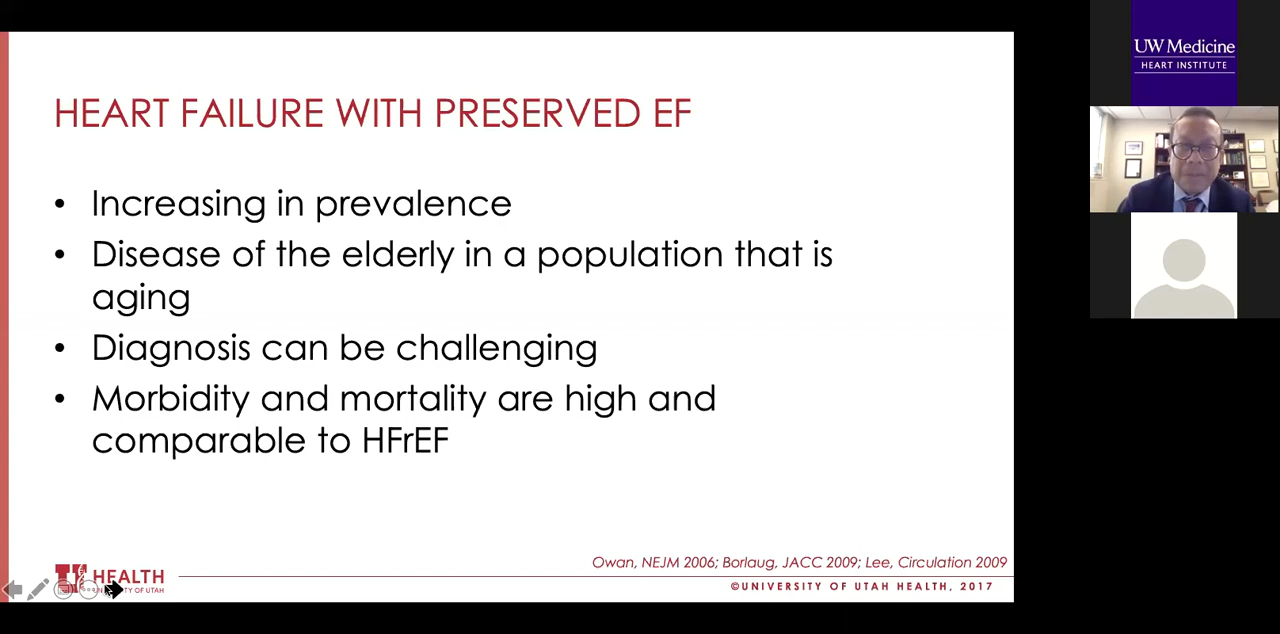 HEART FAILURE WITH PRESERVED EF
• Increasing in prevalence
• Disease of the elderly in a population that is
aging
• Diagnosis can be challenging
• Morbidity and mortality are high and
comparable to HFrEF
Owan, NEJM 2006; Borlaug, JACC 2009; Lee, Circulation 2009
HEALTH
OF UTAH
©UNIVERSITY OF UTAH HEALTH, 2017
UW Medicine
HEART INSTITUTE